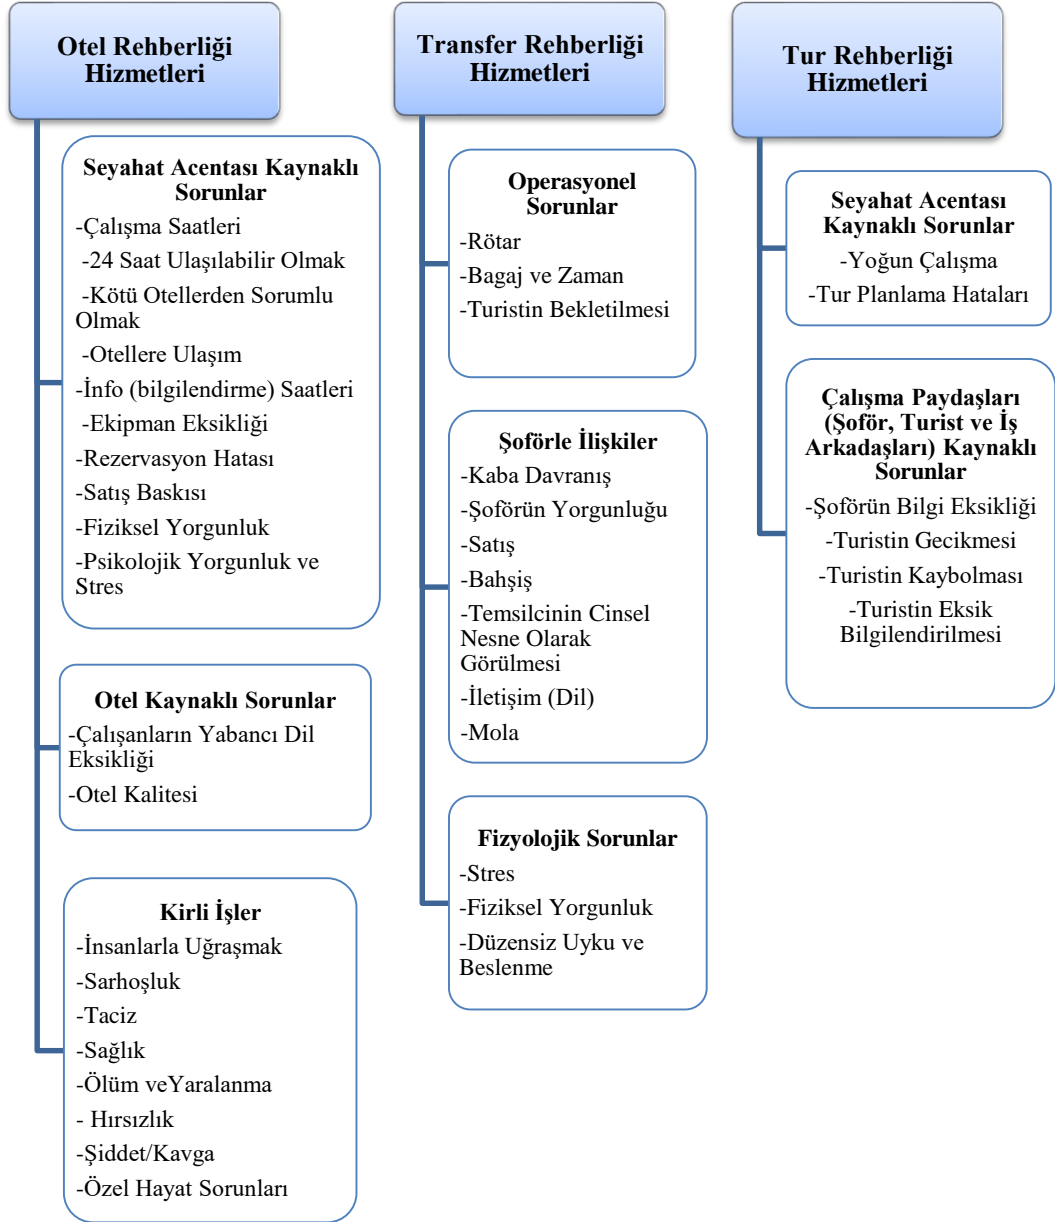 Otel Rehberliği
Hizmetleri
Seyahat Acentası Kaynaklı
Sorunlar
-Çalışma Saatleri
-24 Saat Ulaşılabilir Olmak
-Kötü Otellerden Sorumlu
Olmak
-Otellere Ulaşım
-İnfo (bilgilendirme) Saatleri
-Ekipman Eksikliği
-Rezervasyon Hatası
-Satış Baskısı
-Fiziksel Yorgunluk
-Psikolojik Yorgunluk ve
Stres
Otel Kaynaklı Sorunlar
-Çalışanların Yabancı Dil
Eksikliği
-Otel Kalitesi
Kirli İşler
-İnsanlarla Uğraşmak
-Sarhoşluk
-Taciz
-Sağlık
-Ölüm veYaralanma
- Hırsızlık
-Şiddet/Kavga
-Özel Hayat Sorunları
Transfer Rehberliği
Hizmetleri
Operasyonel
Sorunlar
-Rötar
-Bagaj ve Zaman
-Turistin Bekletilmesi
Şoförle İlişkiler
-Kaba Davranış
-Şoförün Yorgunluğu
-Satış
-Bahşiş
-Temsilcinin Cinsel
Nesne Olarak
Görülmesi
-İletişim (Dil)
-Mola
Fizyolojik Sorunlar
-Stres
-Fiziksel Yorgunluk
-Düzensiz Uyku ve
Beslenme
Tur Rehberliği
Hizmetleri
Seyahat Acentası
Kaynaklı Sorunlar
-Yoğun Çalışma
-Tur Planlama Hataları
Çalışma Paydaşları
(Şoför, Turist ve İş
Arkadaşları) Kaynaklı
Sorunlar
-Şoförün Bilgi Eksikliği
-Turistin Gecikmesi
-Turistin Kaybolması
-Turistin Eksik
Bilgilendirilmesi